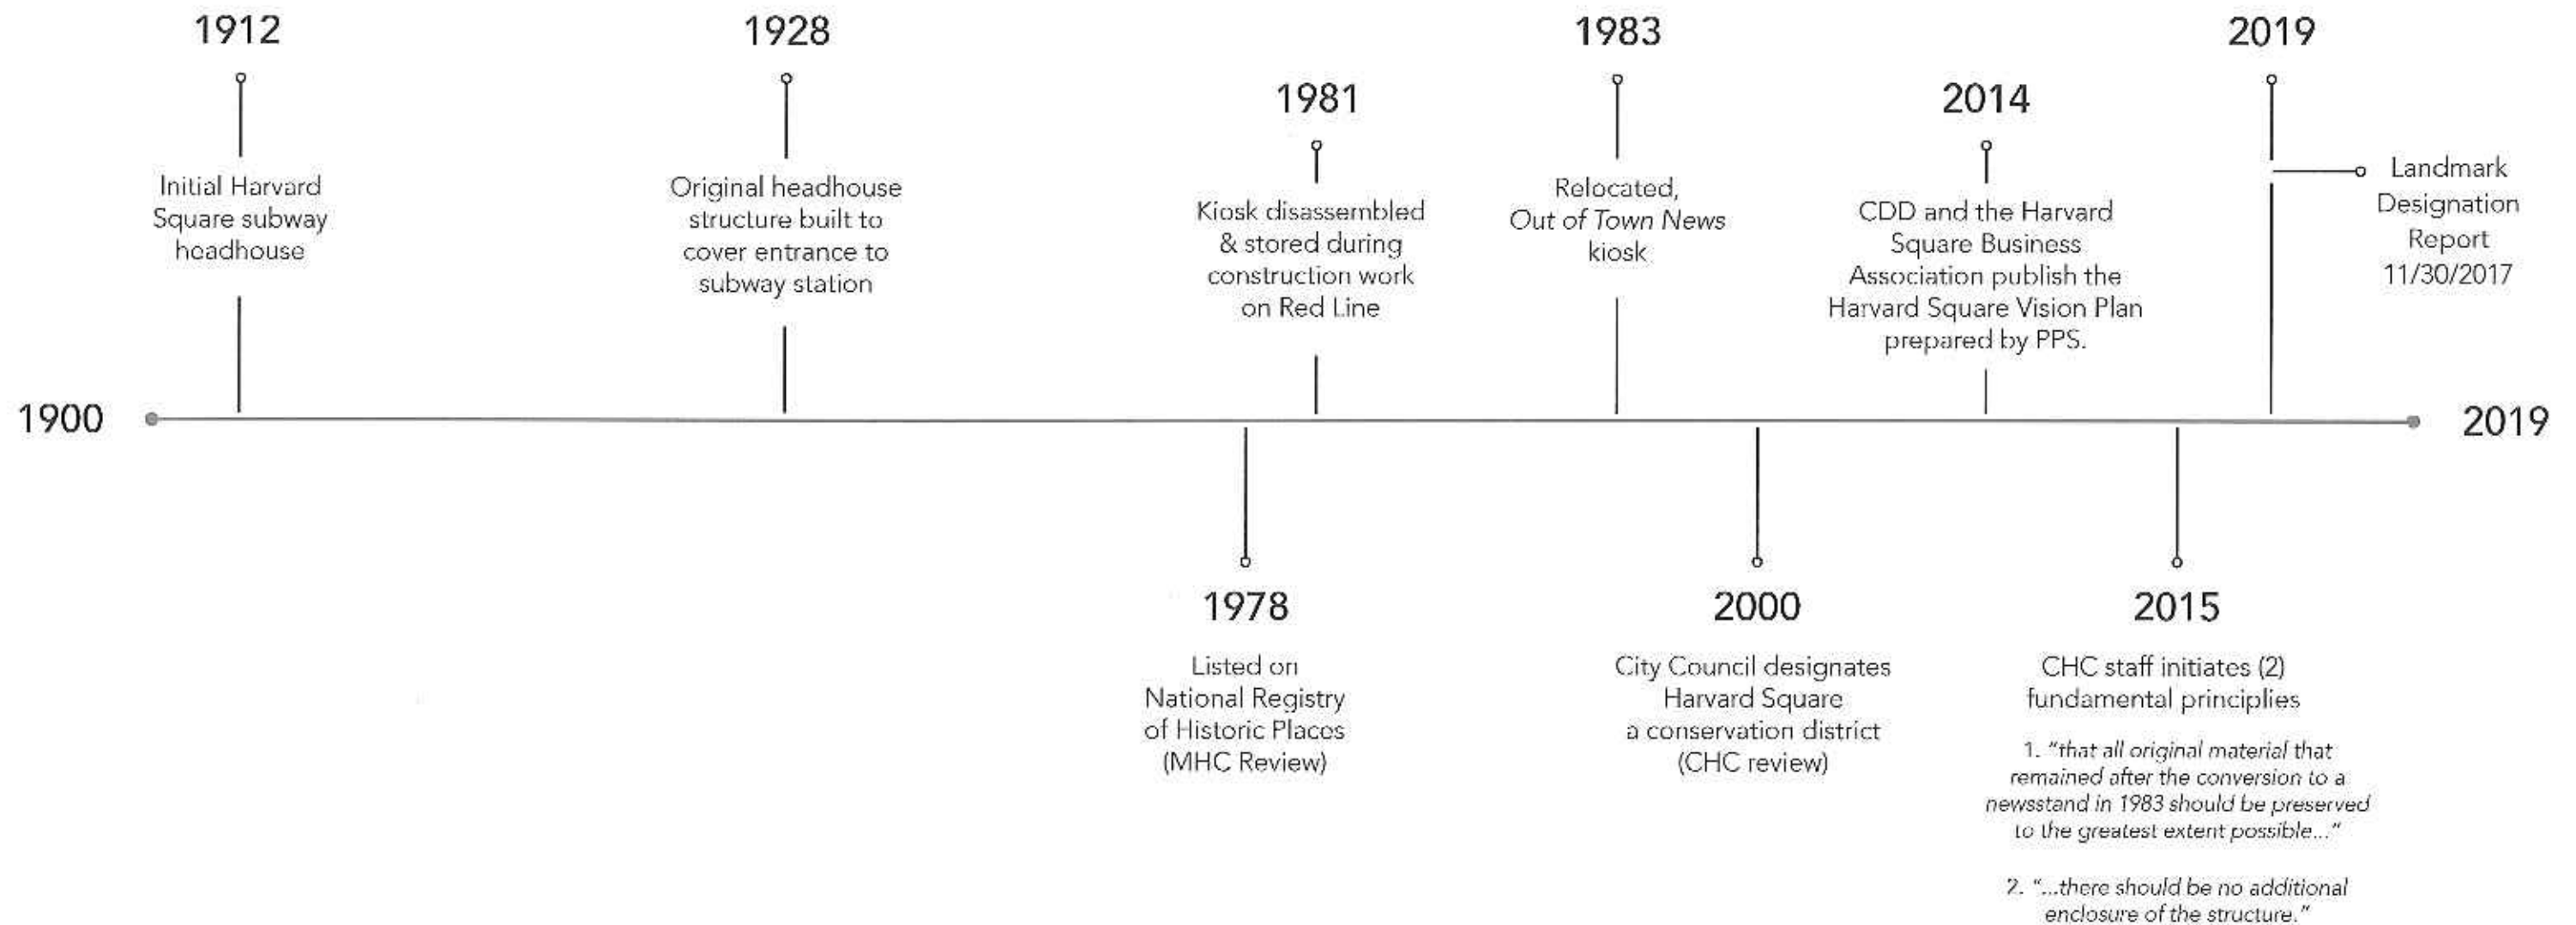 1912
Initial Harvard
Square subway
headhouse
1928
Original headhouse
structure built to
cover entrance to
subway station
1981
Kiosk disassembled
& stored during
construction work
on Red Line
1983
Relocated,
Out of Town News
kiosk
2014
CDD and the Harvard
Square Business
Association publish the
Harvard Square Vision Plan
prepared by PPS.
2019
Landmark
Designation
Report
11/30/2017
1900
2019
1978
Listed on
National Registry
of Historic Places
(MHC Review)
2000
City Council designates
Harvard Square
a conservation district
(CHC review)
2015
CHC staff initiates (2)
fundamental principlies
1. "that all original material that
remained after the conversion to a
newsstand in 1983 should be preserved
to the greatest extent possible..."
2. "...there should be no additional
enclosure of the structure."